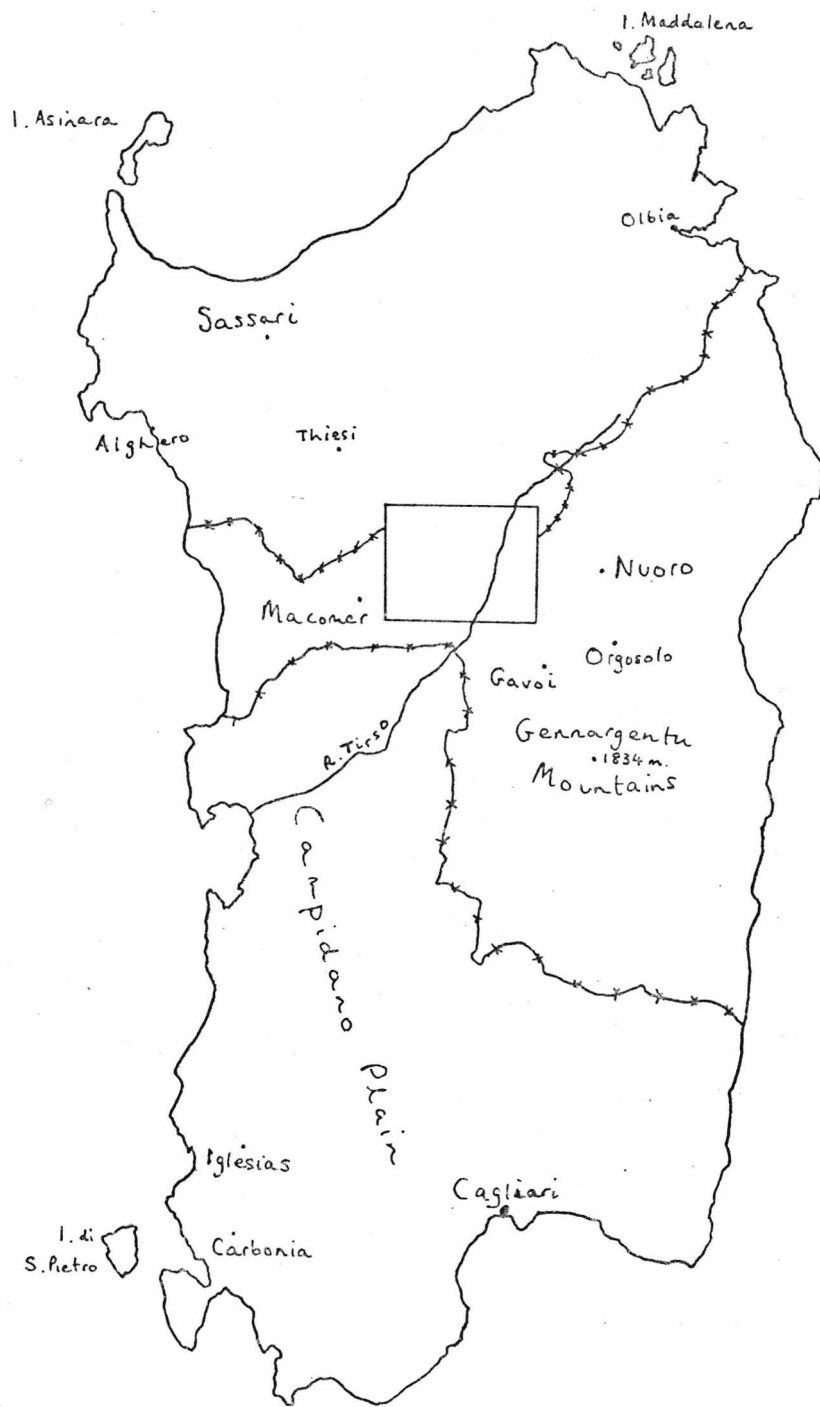 I. Maddalena
I. Asinara
Olbia
Sassari
Alghero
Thiesi
Nuoro
Macomer
Orgosolo
Gavoi
Gennargentu
1834 m.
Mountains
R. Tirso
Campidano Plain
Iglesias
Cagliari
I. di
S. Pietro
Carbonia